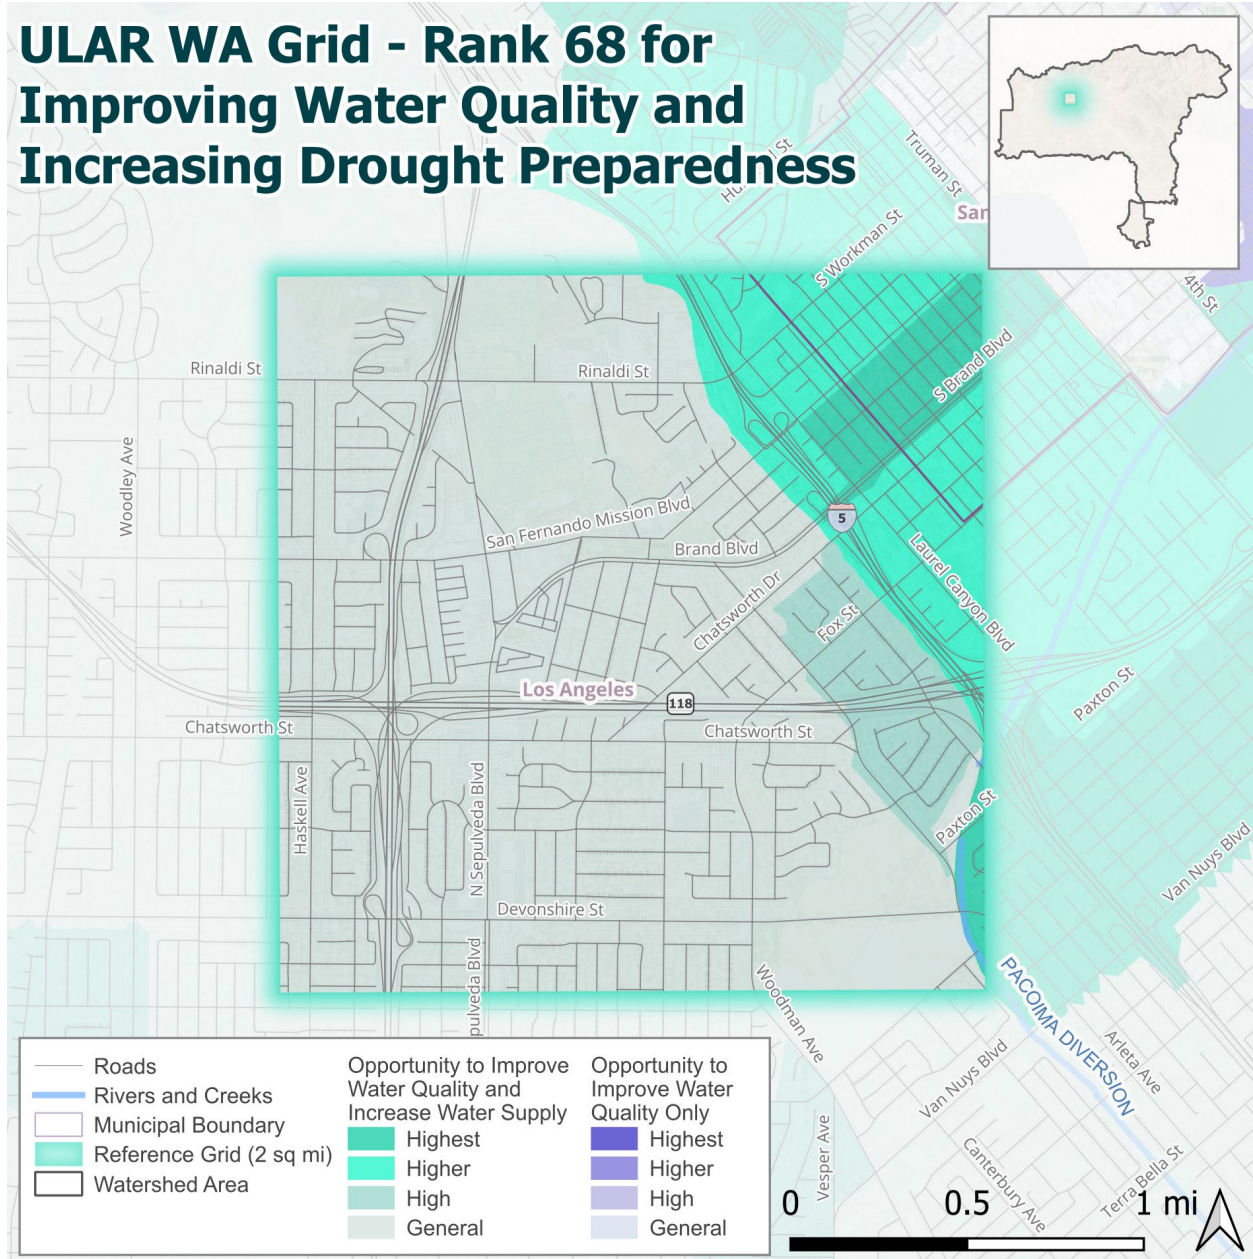 ULAR WA Grid - Rank 68 for
Improving Water Quality and
Increasing Drought Preparedness
Truman St
San
S Workman St
4th St
S Brand Blvd
Rinaldi St
Rinaldi St
Woodley Ave
San Fernando Mission Blvd
5
Brand Blvd
Laurel Canyon Blvd
Chatsworth Dr
Fox St
Los Angeles
118
Paxton St
Chatsworth St
Chatsworth St
Haskell Ave
N Sepulveda Blvd
Paxton St
Van Nuys Blvd
Devonshire St
pulveda Blvd
Woodman Ave
PACOIMA DIVERSION
Arleta Ave
Van Nuys Blvd
Vesper Ave
Canterbury Ave
Terra Bella St
Roads
Rivers and Creeks
Municipal Boundary
Reference Grid (2 sq mi)
Watershed Area
Opportunity to Improve
Water Quality and
Increase Water Supply
Highest
Higher
High
General
Opportunity to
Improve Water
Quality Only
Highest
Higher
High
General
0 0.5 1 mi